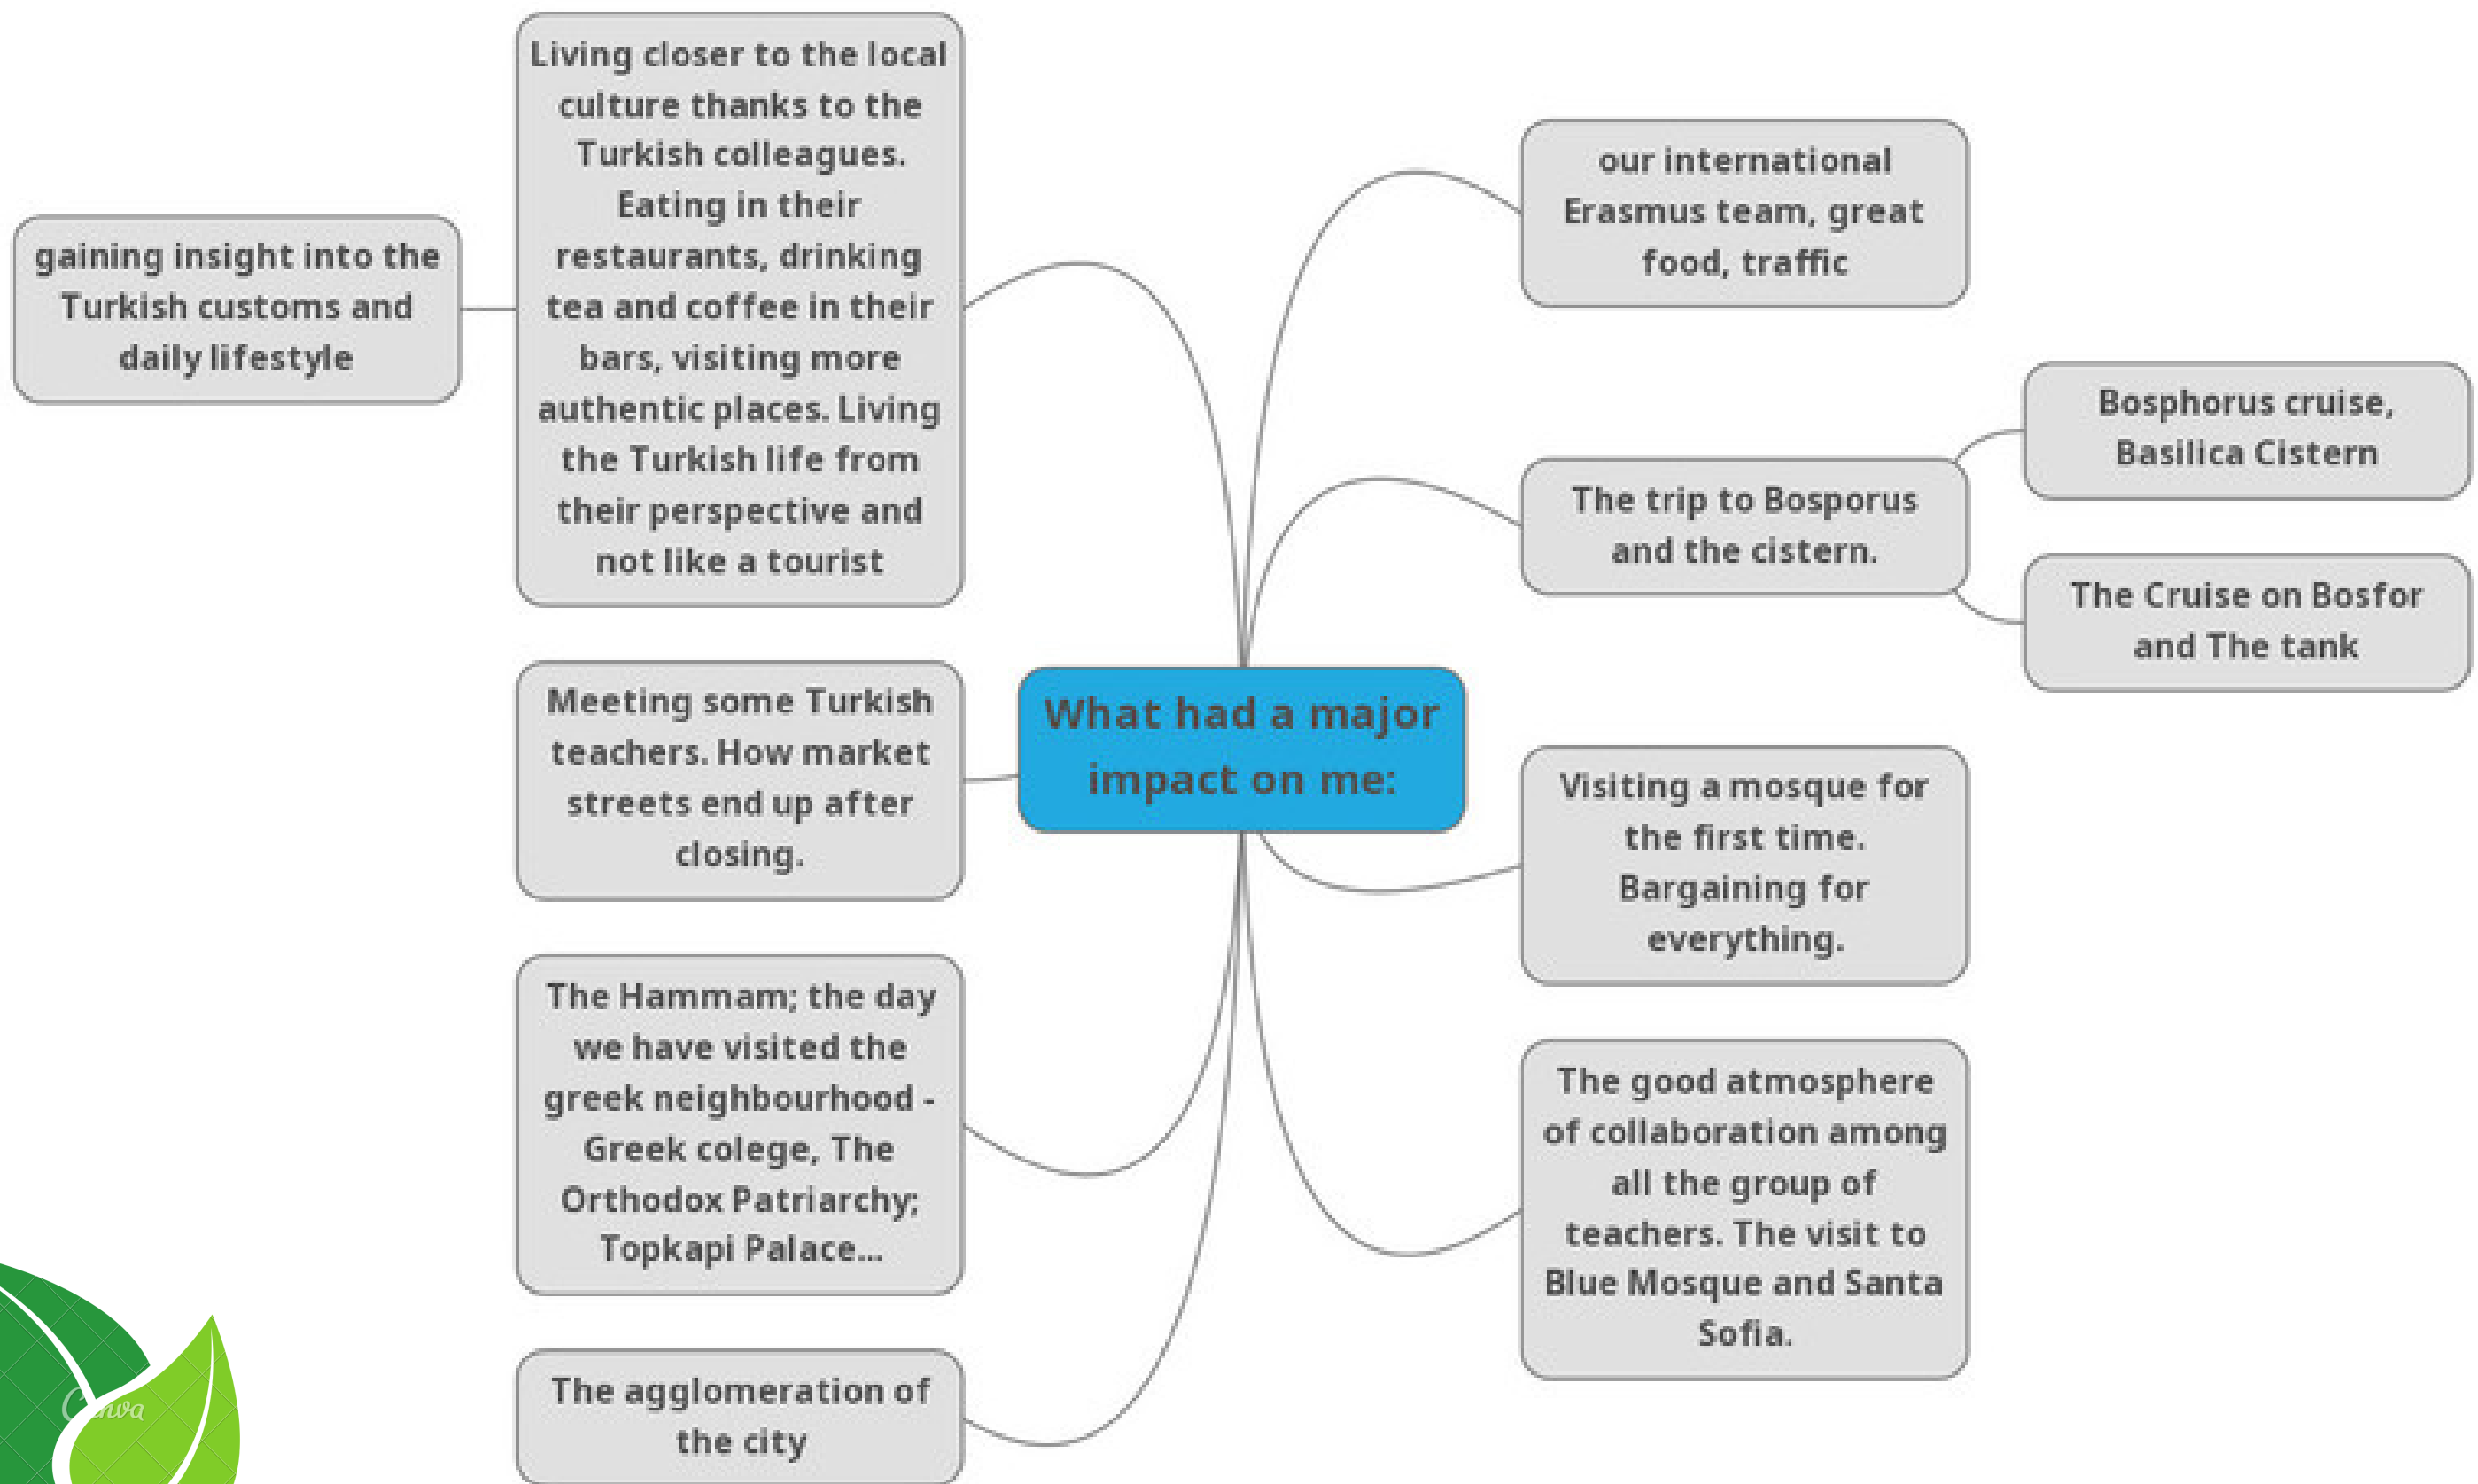 Living closer to the local
culture thanks to the
Turkish colleagues.
Eating in their
restaurants, drinking
tea and coffee in their
bars, visiting more
authentic places. Living
the Turkish life from
their perspective and
not like a tourist
gaining insight into the
Turkish customs and
daily lifestyle
Meeting some Turkish
teachers. How market
streets end up after
closing.
The Hammam; the day
we have visited the
greek neighbourhood -
Greek colege, The
Orthodox Patriarchy;
Topkapi Palace...
The agglomeration of
the city
What had a major
impact on me:
our international
Erasmus team, great
food, traffic
The trip to Bosporus
and the cistern.
Bosphorus cruise,
Basilica Cistern
The Cruise on Bosfor
and The tank
Visiting a mosque for
the first time.
Bargaining for
everything.
The good atmosphere
of collaboration among
all the group of
teachers. The visit to
Blue Mosque and Santa
Sofia.
Canva